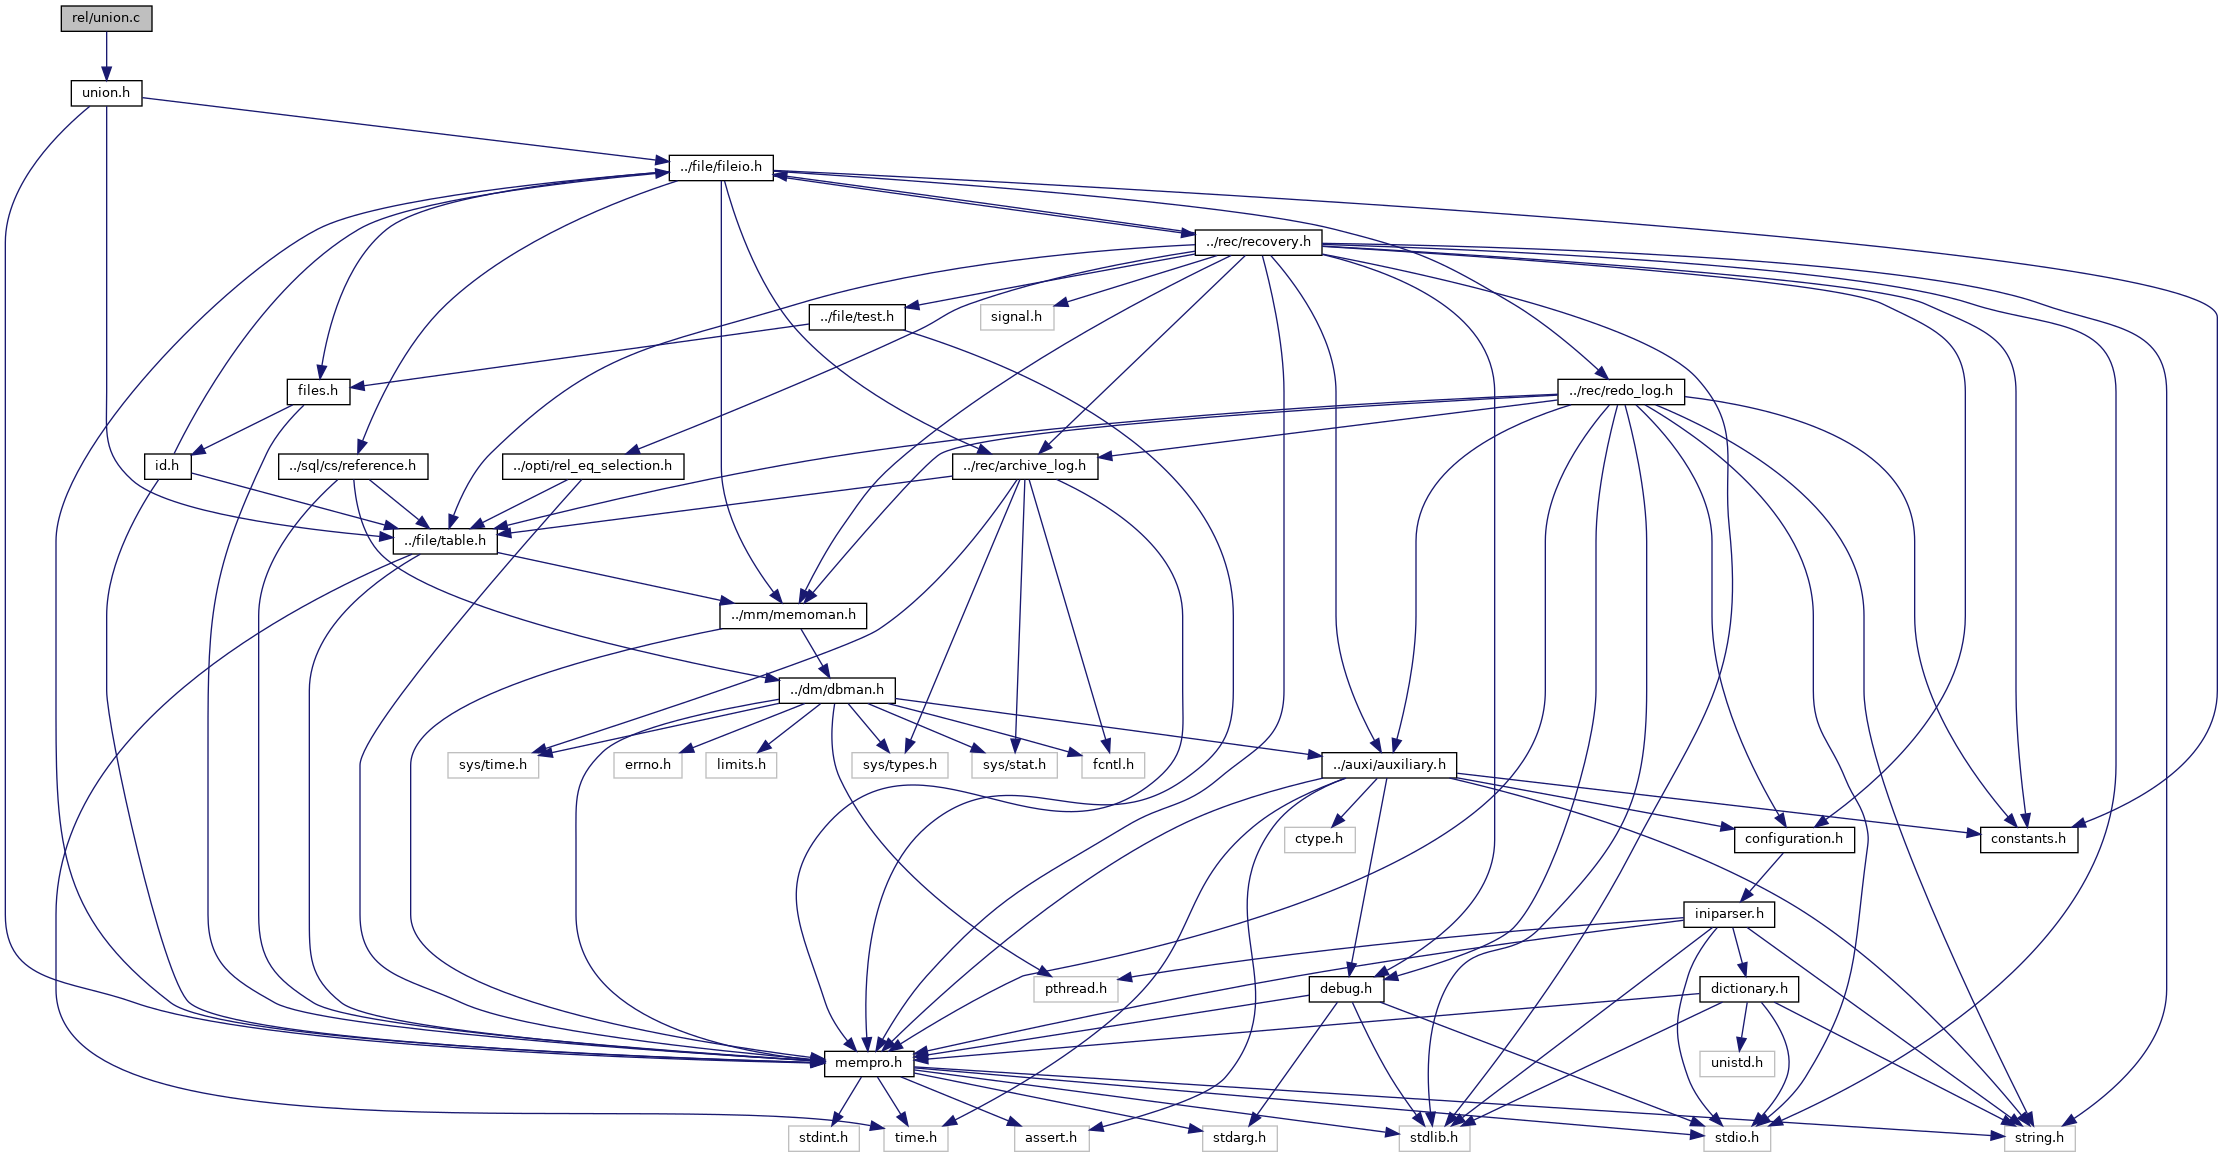 rel/union.c
union.h
../file/fileio.h
../rec/recovery.h
../file/test.h
signal.h
files.h
../rec/redo_log.h
id.h
../sql/cs/reference.h
../opti/rel_eq_selection.h
../rec/archive_log.h
../file/table.h
../mm/memoman.h
../dm/dbman.h
sys/time.h
errno.h
limits.h
sys/types.h
sys/stat.h
fcntl.h
../auxi/auxiliary.h
ctype.h
configuration.h
constants.h
iniparser.h
pthread.h
debug.h
dictionary.h
mempro.h
unistd.h
stdint.h
time.h
assert.h
stdarg.h
stdlib.h
stdio.h
string.h